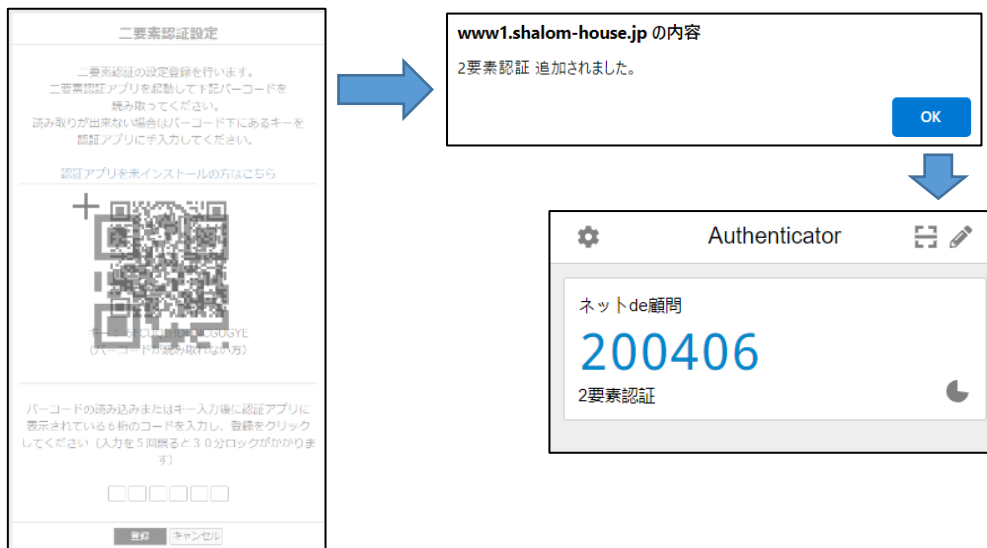 二要素認証設定
二要素認証の設定登録を行います。
二要素認証アプリを起動して下記バーコードを
読み取ってください。
読み取りが出来ない場合はバーコード下にあるキーを
認証アプリに手入力してください。
認証アプリを未インストールの方はこちら
(バーコードが読み取れない方)
バーコードの読み込みまたはキー入力後に認証アプリに
表示されている6桁のコードを入力し、登録をクリック
してください（入力を5回誤ると３０分ロックがかかりま
す）
登録 キャンセル
www1.shalom-house.jp の内容
2要素認証 追加されました。
OK
Authenticator
ネットde顧問
200406
2要素認証